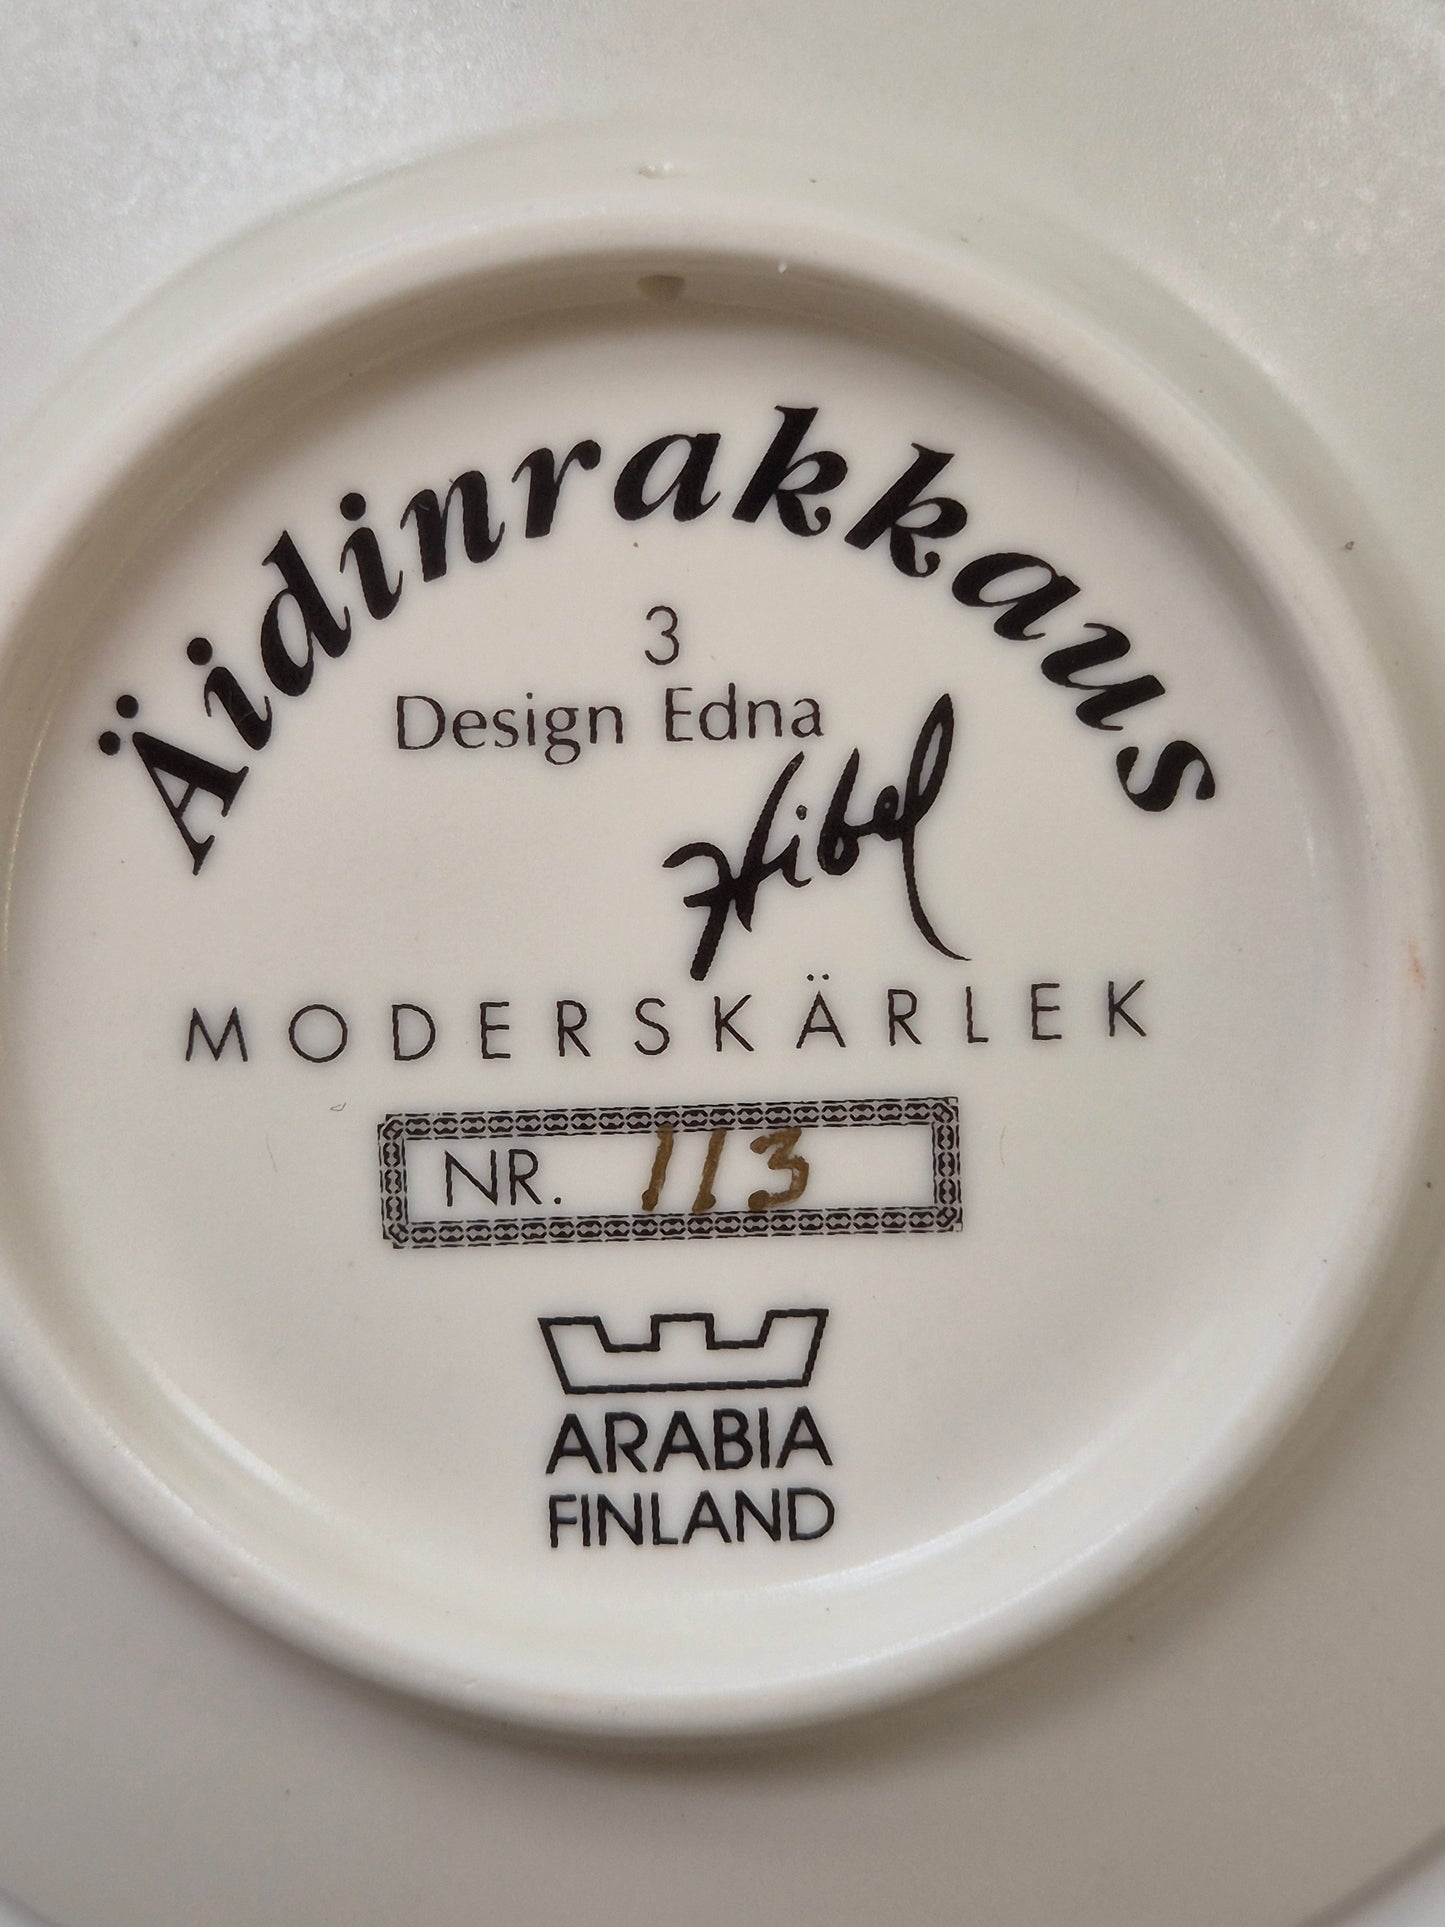 Äidinrakkaus
3
Design Edna
Hibel
MODERSKÄRLEK
NR. 113
ARABIA
FINLAND